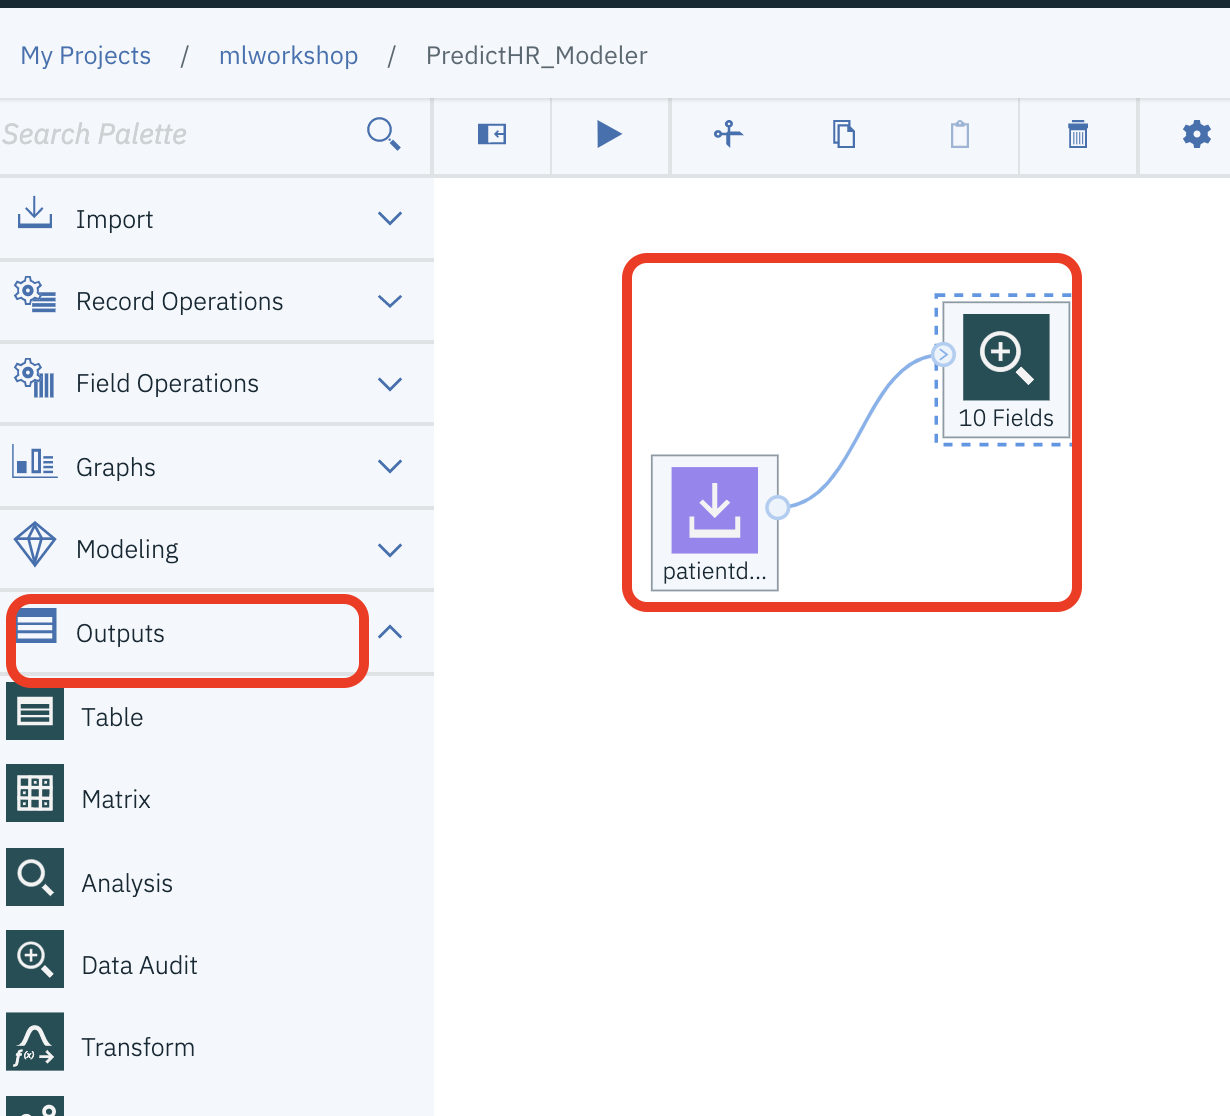 My Projects / mlworkshop / PredictHR_Modeler
Search Palette
Import
Record Operations
Field Operations
Graphs
Modeling
Outputs
Table
Matrix
Analysis
Data Audit
f(x)
Transform
10 Fields
patientd...